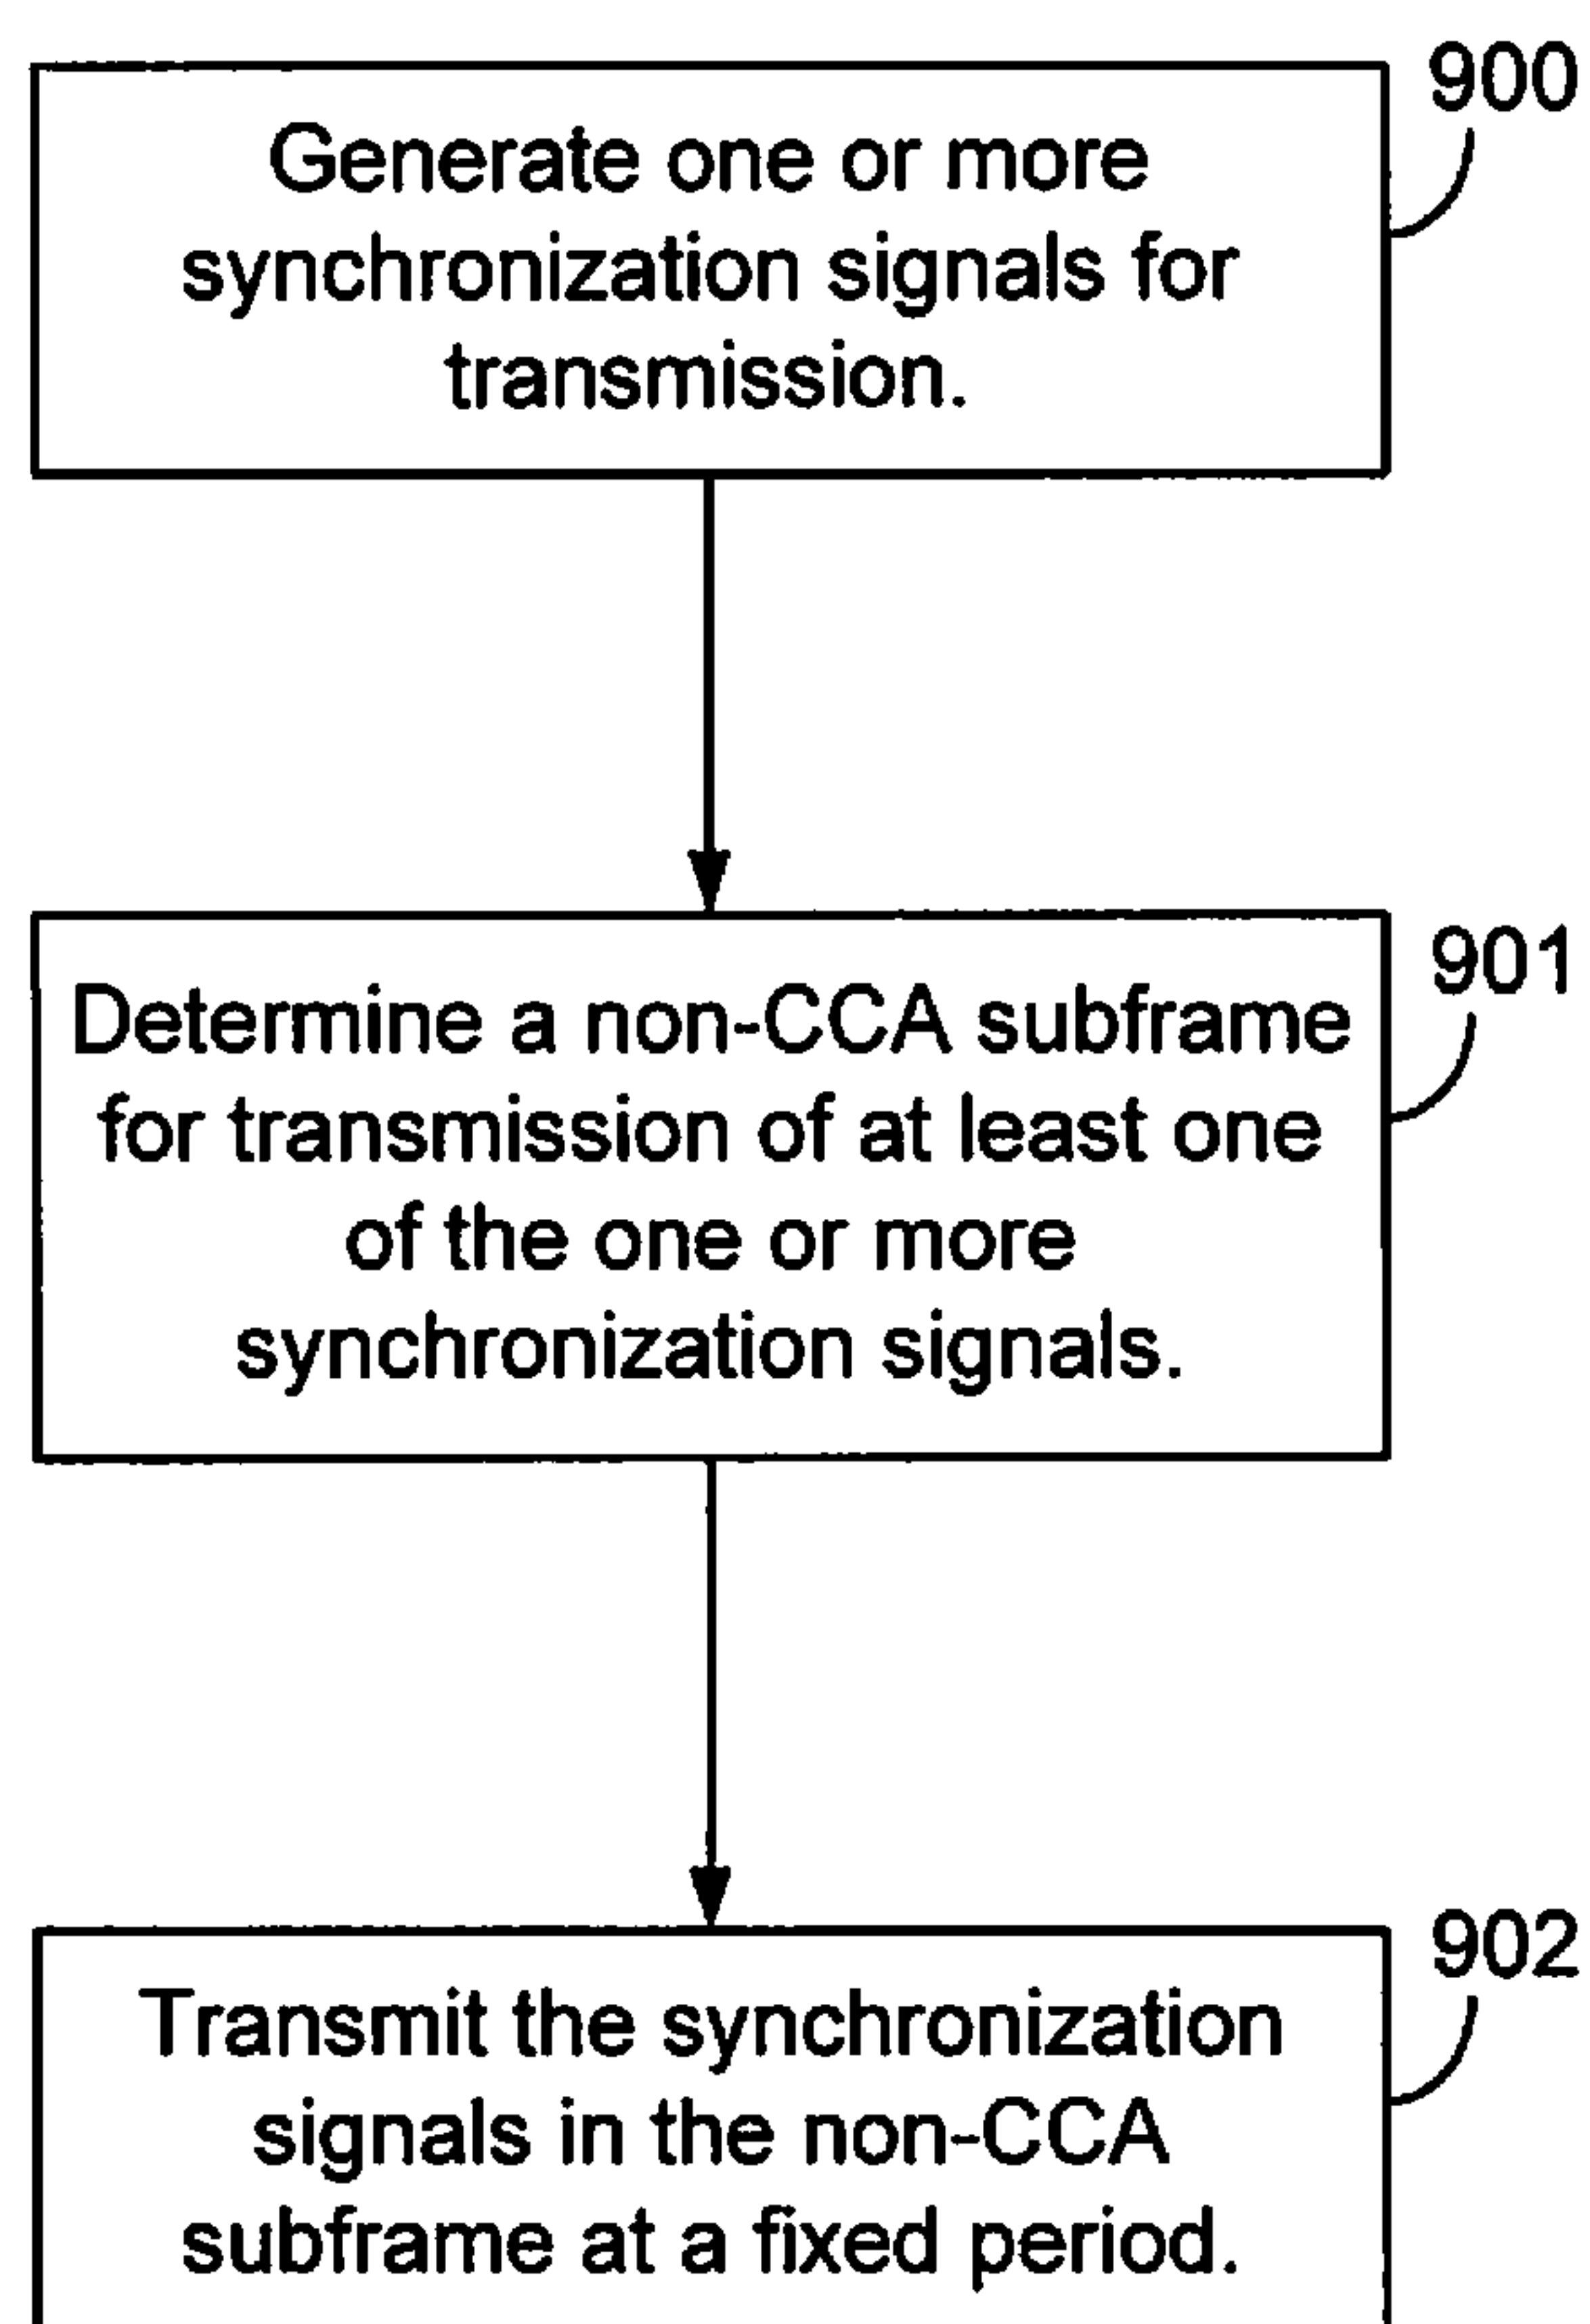 900
Generate one or more
synchronization signals for
transmission.
901
Determine a non-CCA subframe
for transmission of at least one
of the one or more
synchronization signals.
902
Transmit the synchronization
signals in the non-CCA
subframe at a fixed period.